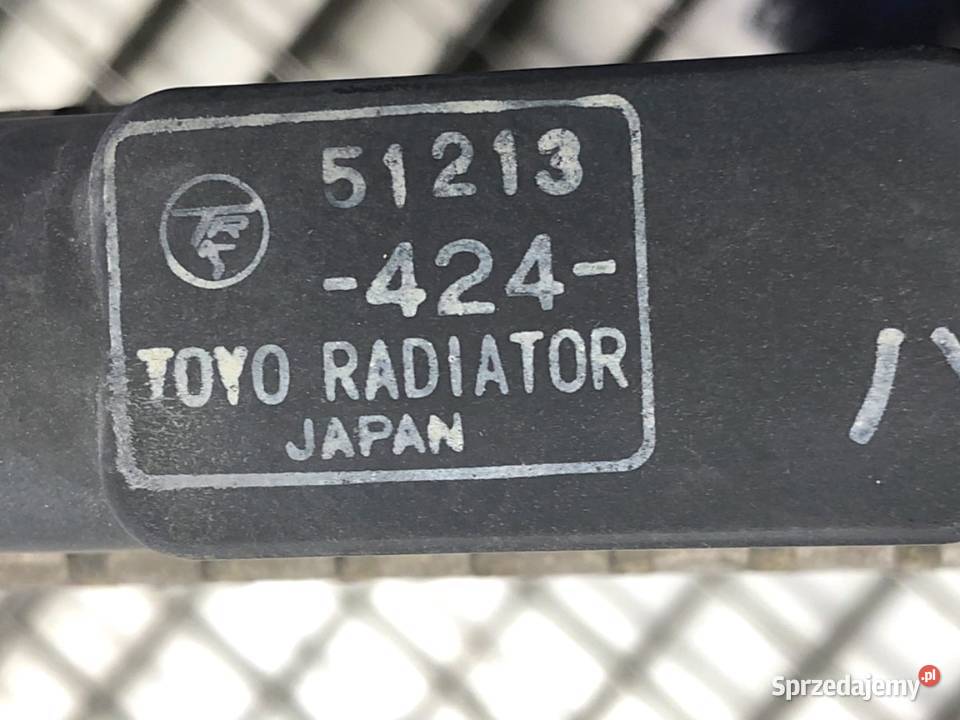 51213
-424-
TOYO RADIATOR
JAPAN
Sprzedajemy.pl